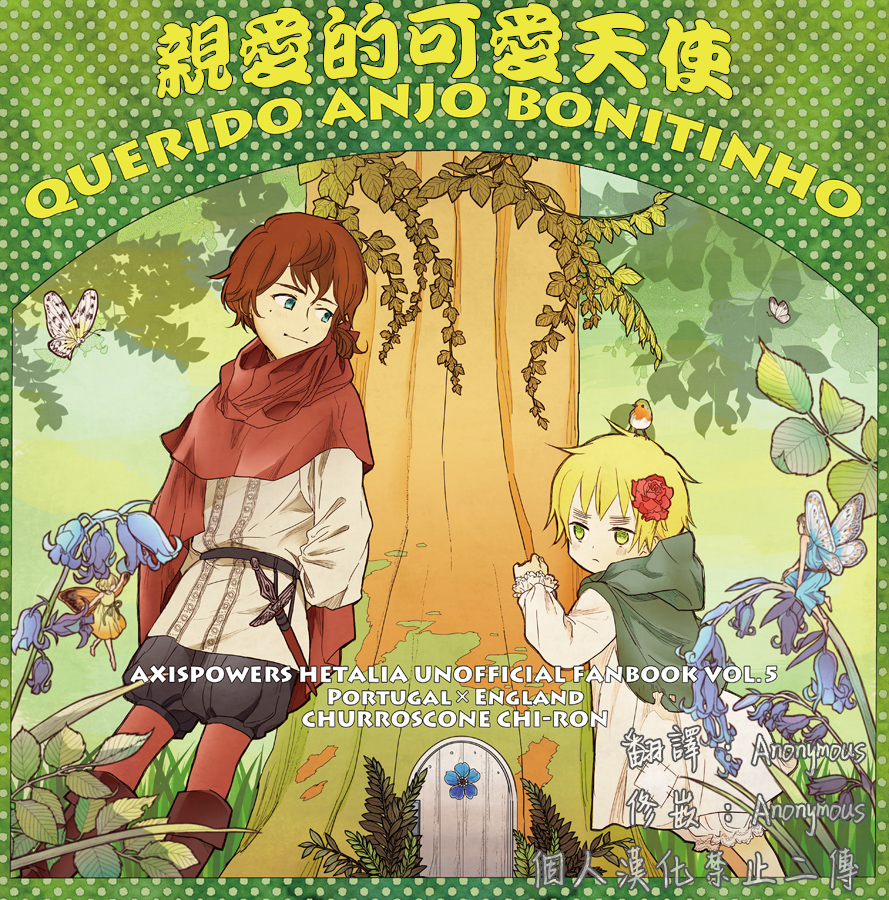 親愛的可愛天使
QUERIDO ANJO BONITINHO
AXISPOWERS HETALIA UNOFFICIAL FANBOOK VOL.5
PORTUGAL×ENGLAND
CHURROSCONE CHI-RON
翻譯：Anonymous
修嵌：Anonymous
個人漢化禁止二傳